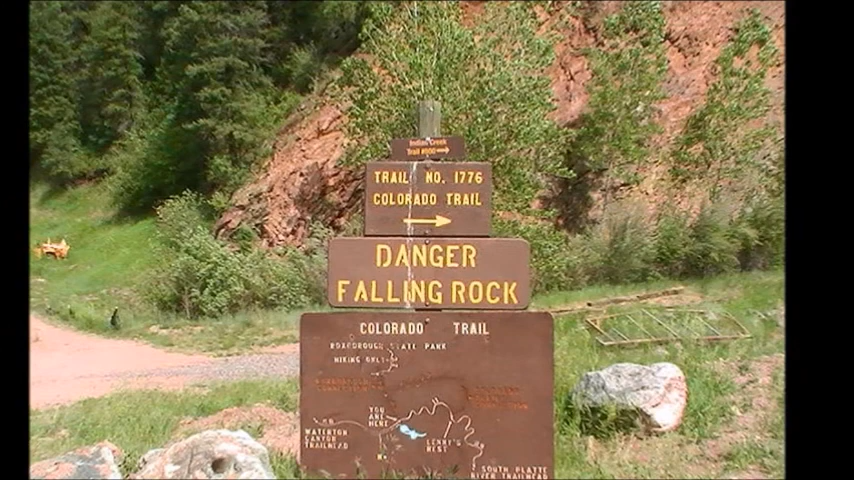 Indian Creek
Trail
TRAIL NO. 1776
COLORADO TRAIL
DANGER
FALLING ROCK
COLORADO TRAIL
ROXBOROUGH STATE PARK
HIKING ONLY
YOU
ARE
HERE
WATERTON
CANYON
TRAILHEAD
LENNY'S
REST
SOUTH PLATTE
RIVER TRAILHEAD